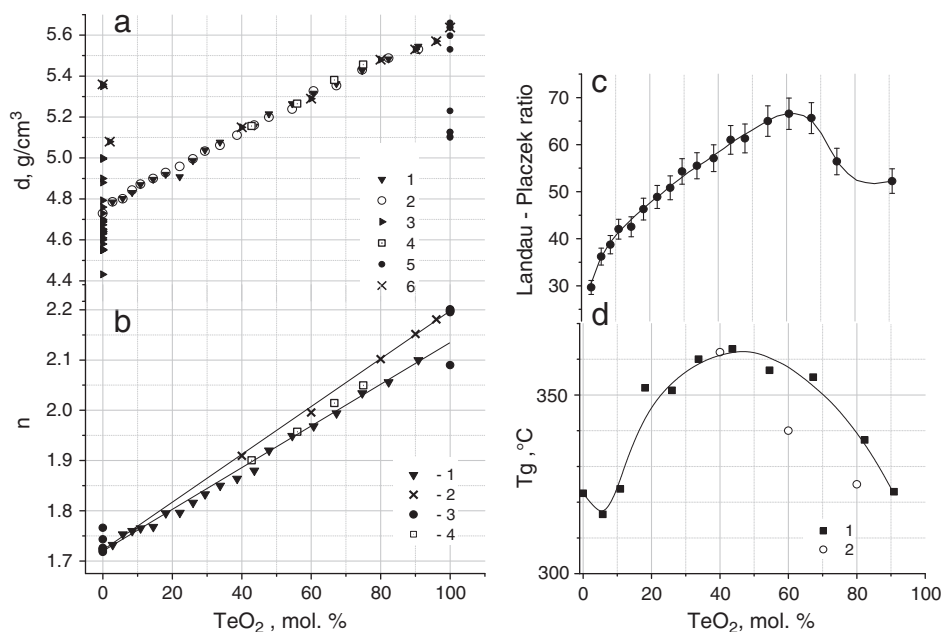 a
5.6
5.4
5.2
5.0
4.8
4.6
4.4
d, g/cm³
1
2
3
4
5
6
b
2.2
2.1
2.0
1.9
1.8
1.7
n
- 1
- 2
- 3
- 4
0 20 40 60 80 100
TeO₂ , mol. %
c
70
60
50
40
30
Landau - Placzek ratio
d
350
300
Tg ,°C
1
2
0 20 40 60 80 100
TeO₂, mol. %